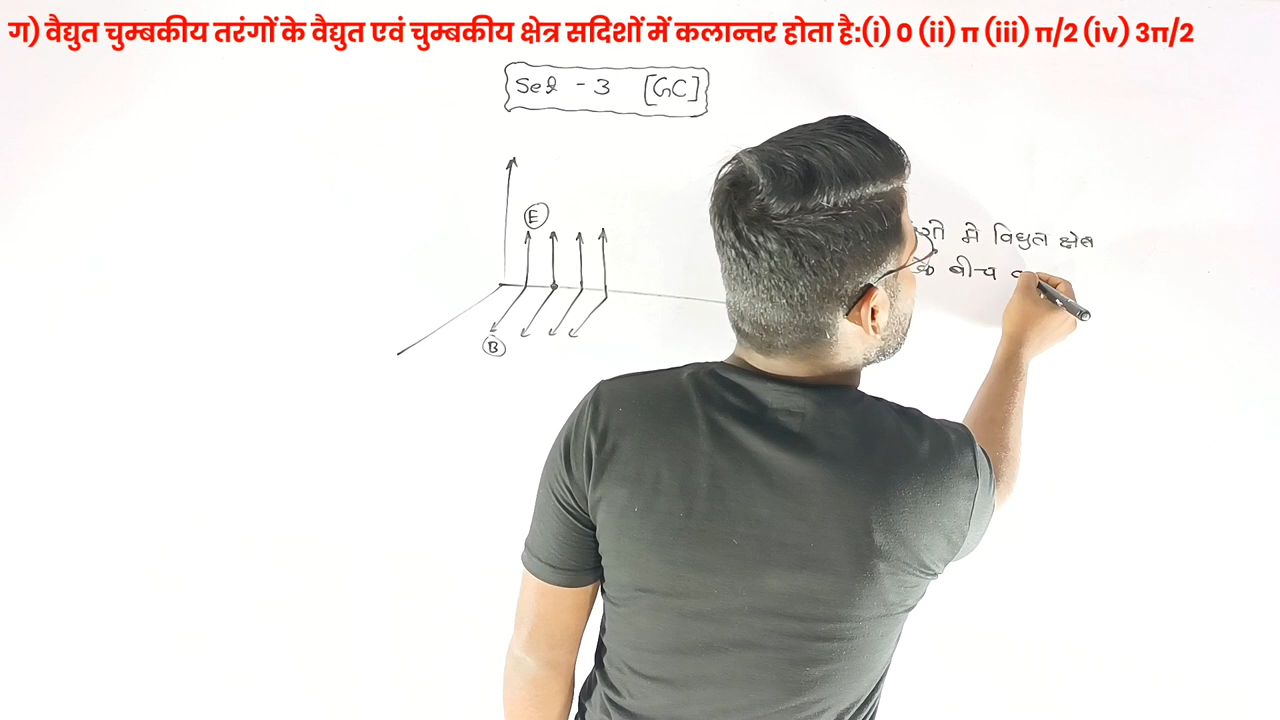 ग) वैद्युत चुम्बकीय तरंगों के वैद्युत एवं चुम्बकीय क्षेत्र सदिशों में कलान्तर होता है:(i) 0 (ii) π (iii) π/2 (iv) 3π/2
Set - 3 [GC]
E
B
में विद्युत क्षेत्र
के बीच